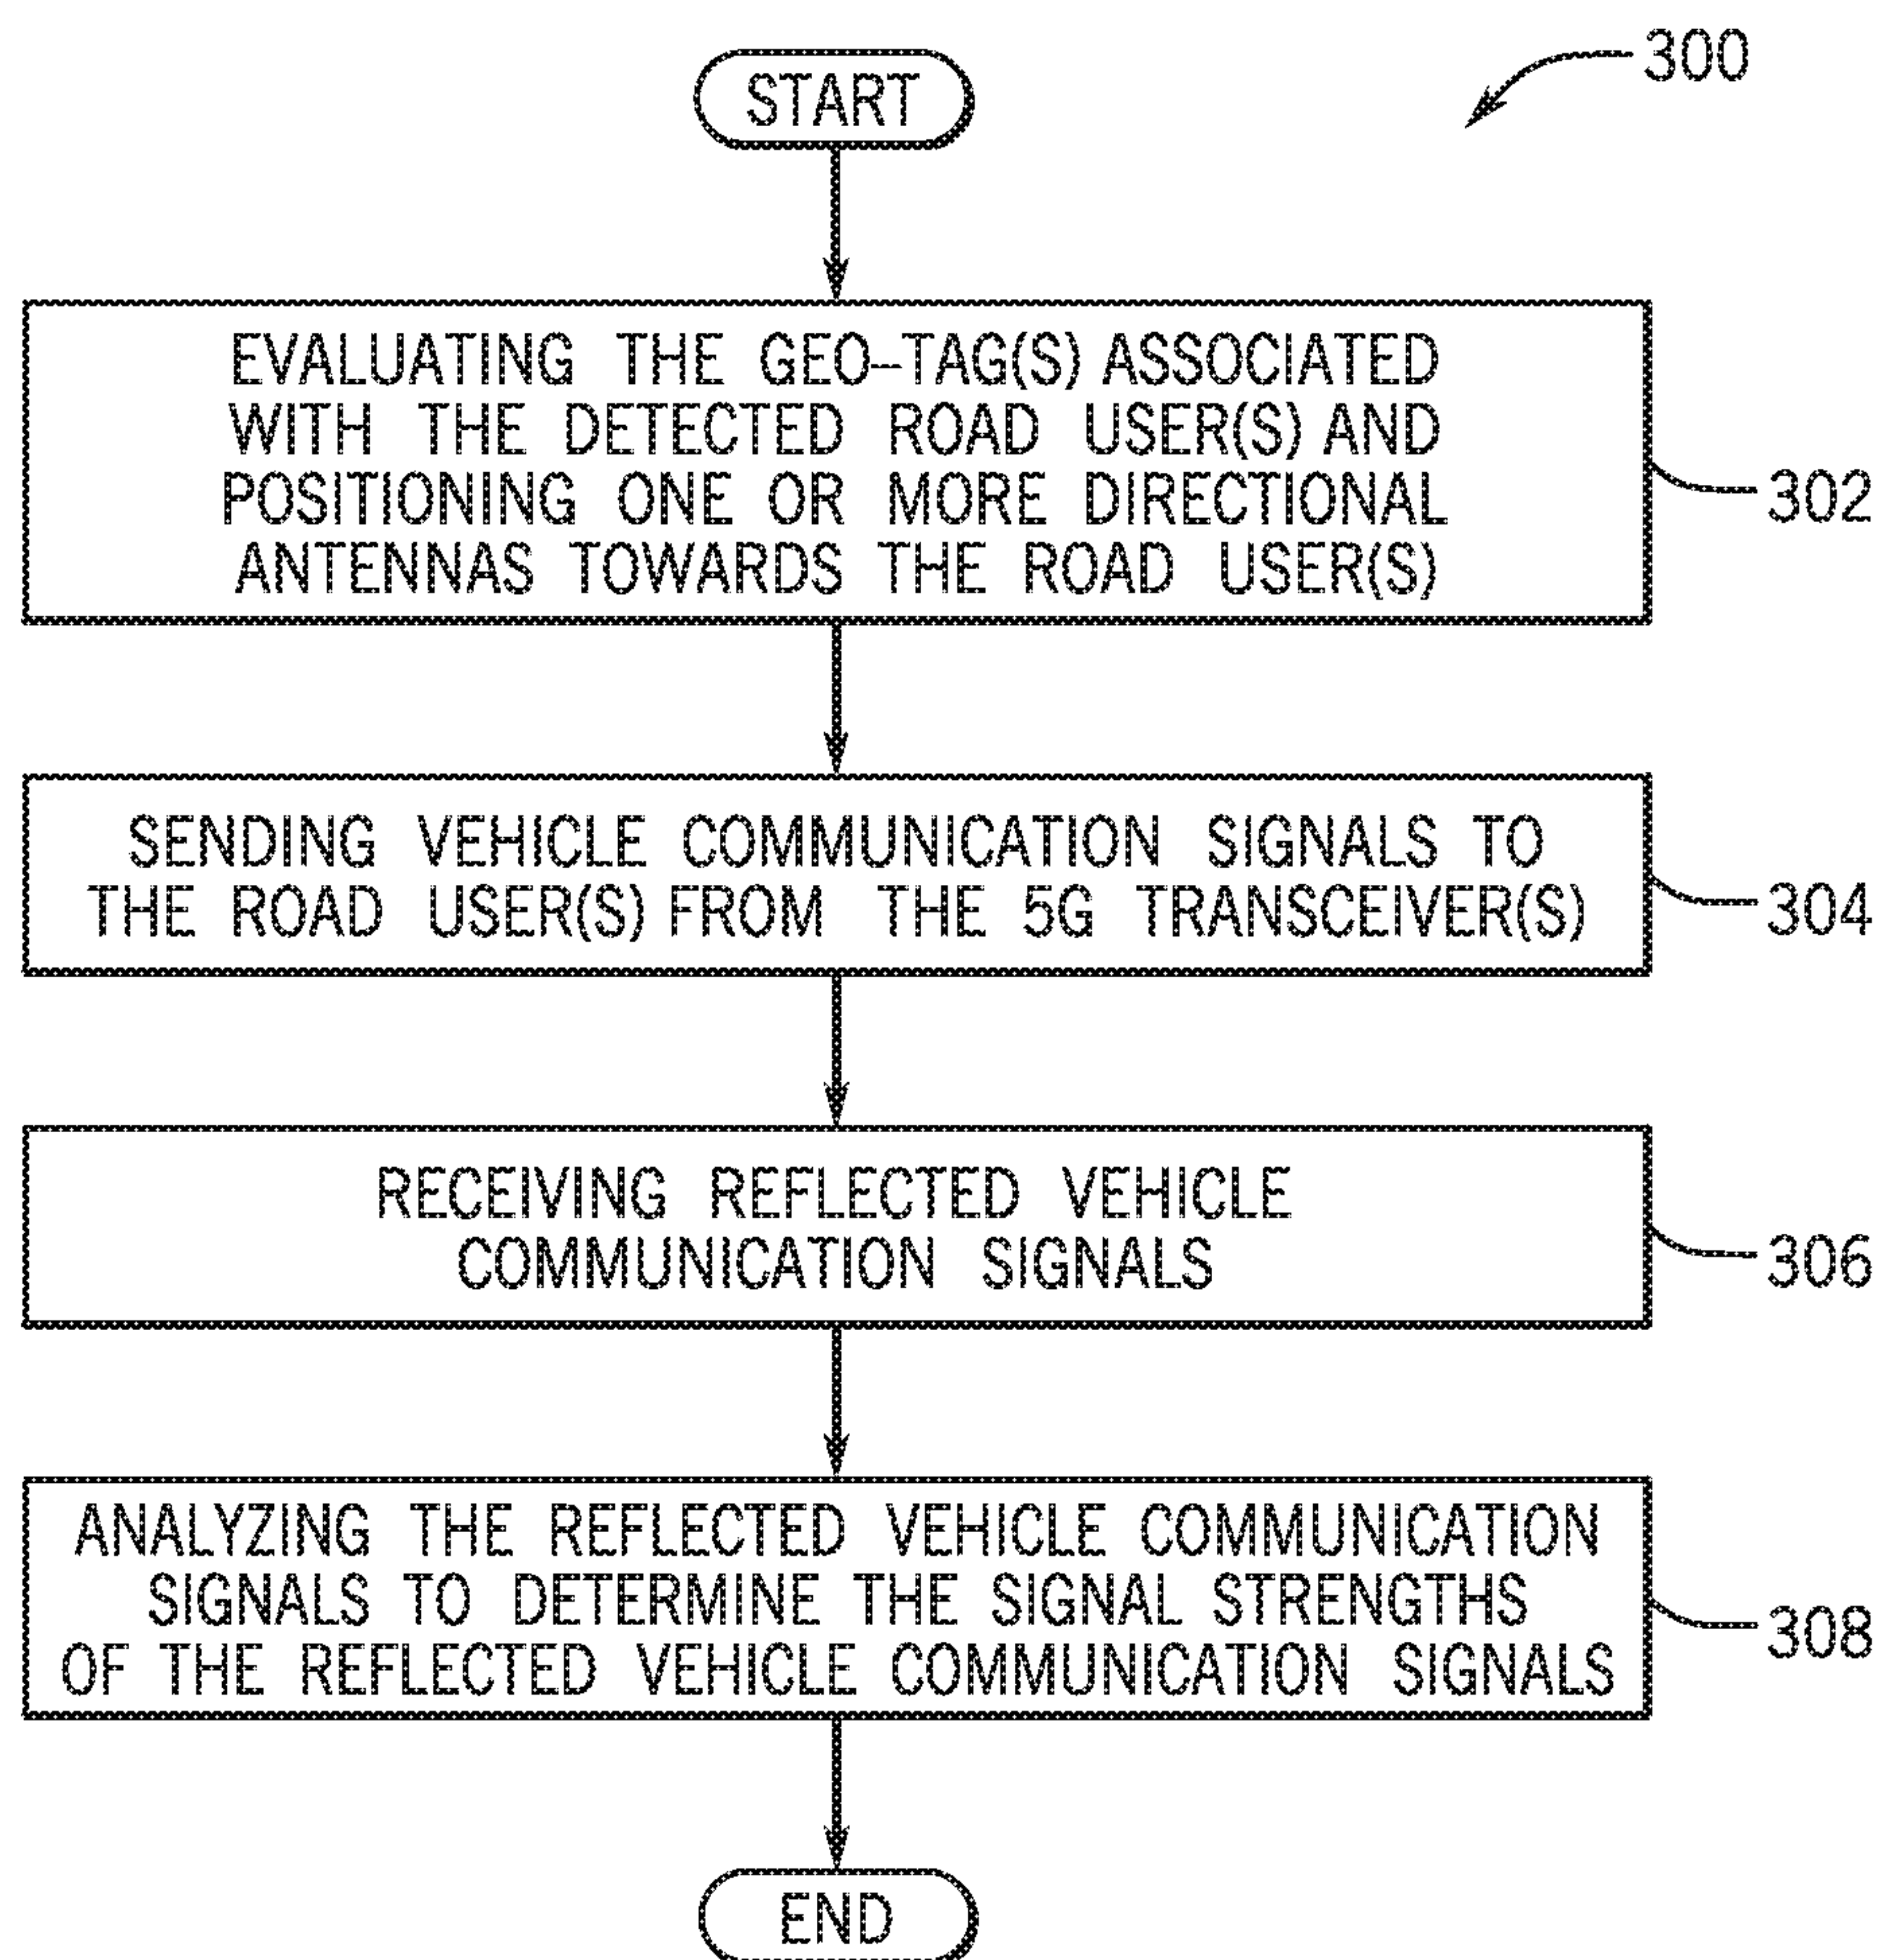 START
300
EVALUATING THE GEO-TAG(S) ASSOCIATED
WITH THE DETECTED ROAD USER(S) AND
POSITIONING ONE OR MORE DIRECTIONAL
ANTENNAS TOWARDS THE ROAD USER(S)
302
SENDING VEHICLE COMMUNICATION SIGNALS TO
THE ROAD USER(S) FROM THE 5G TRANSCEIVER(S)
304
RECEIVING REFLECTED VEHICLE
COMMUNICATION SIGNALS
306
ANALYZING THE REFLECTED VEHICLE COMMUNICATION
SIGNALS TO DETERMINE THE SIGNAL STRENGTHS
OF THE REFLECTED VEHICLE COMMUNICATION SIGNALS
308
END